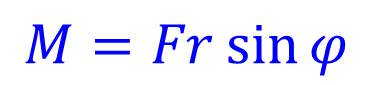 M = Fr sin φ